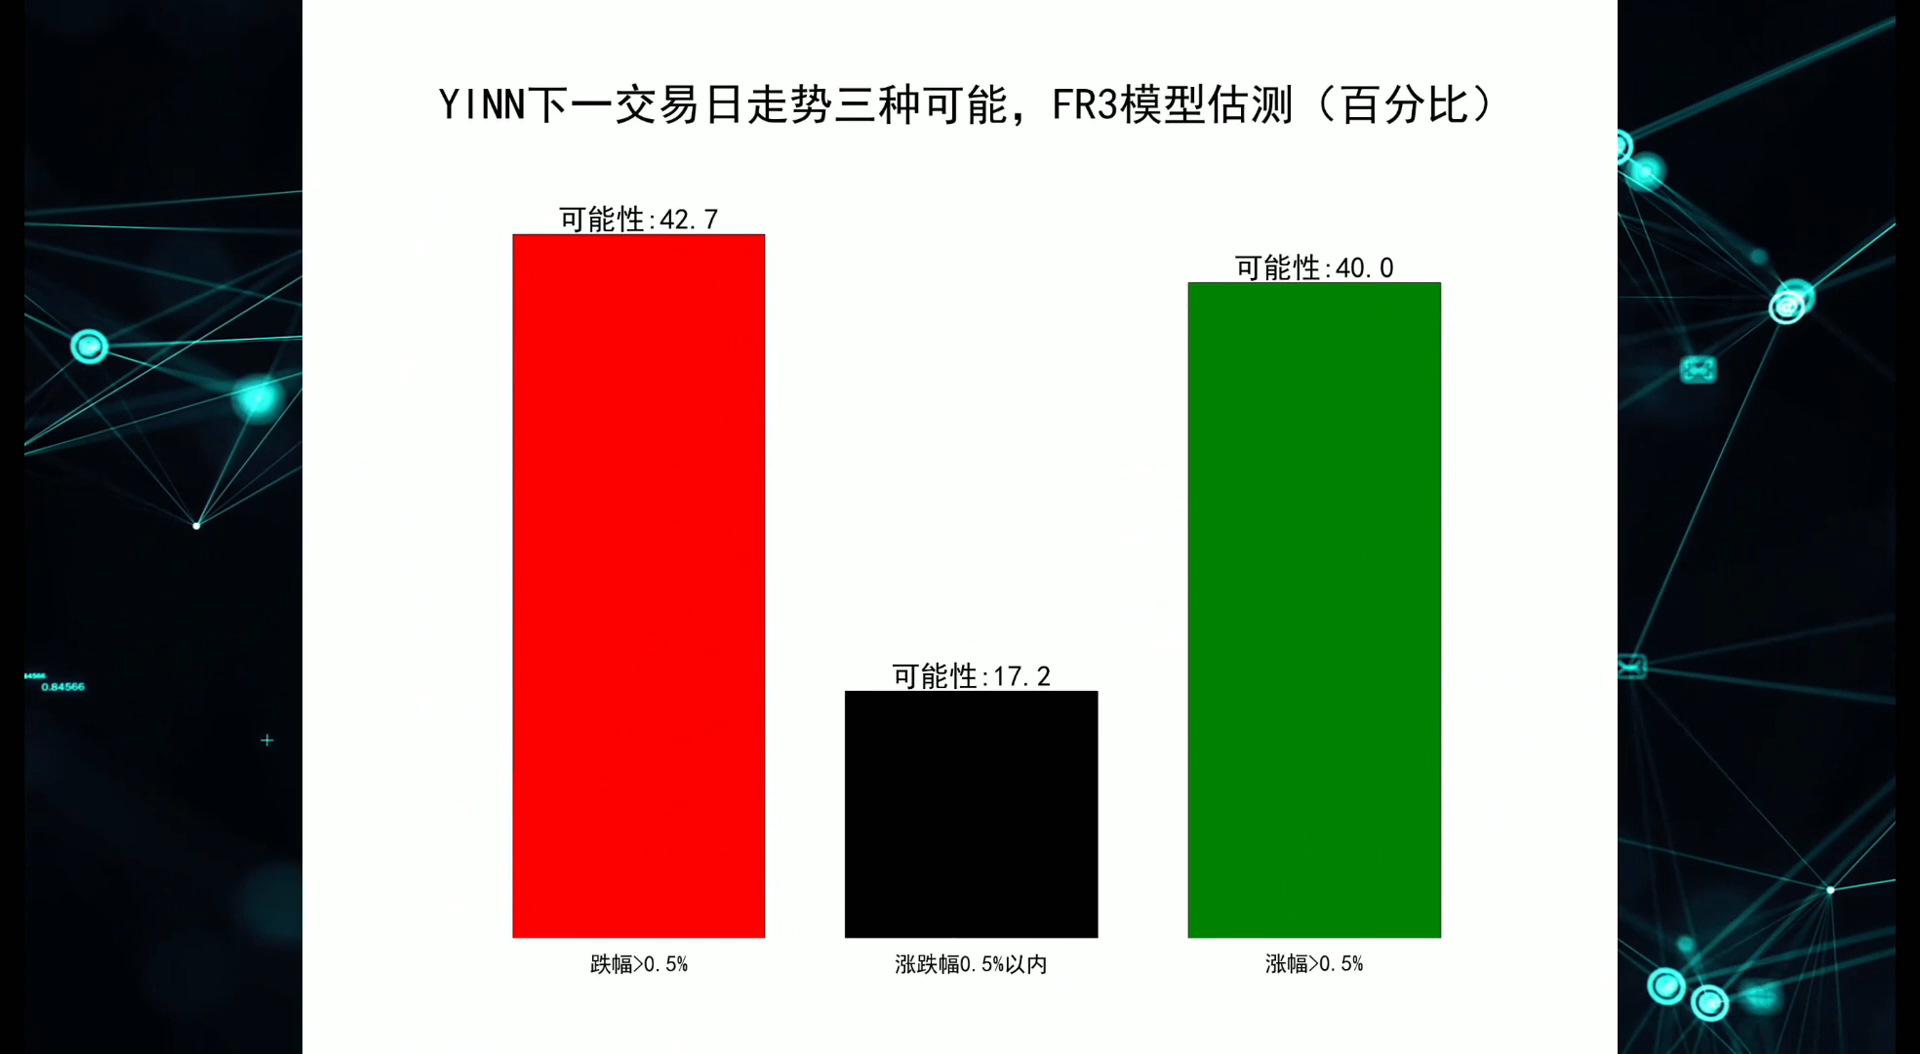 YINN下一交易日走势三种可能，FR3模型估测（百分比）
可能性:42.7
可能性:40.0
可能性:17.2
84566
0.84566
跌幅>0.5%
涨跌幅0.5%以内
涨幅>0.5%